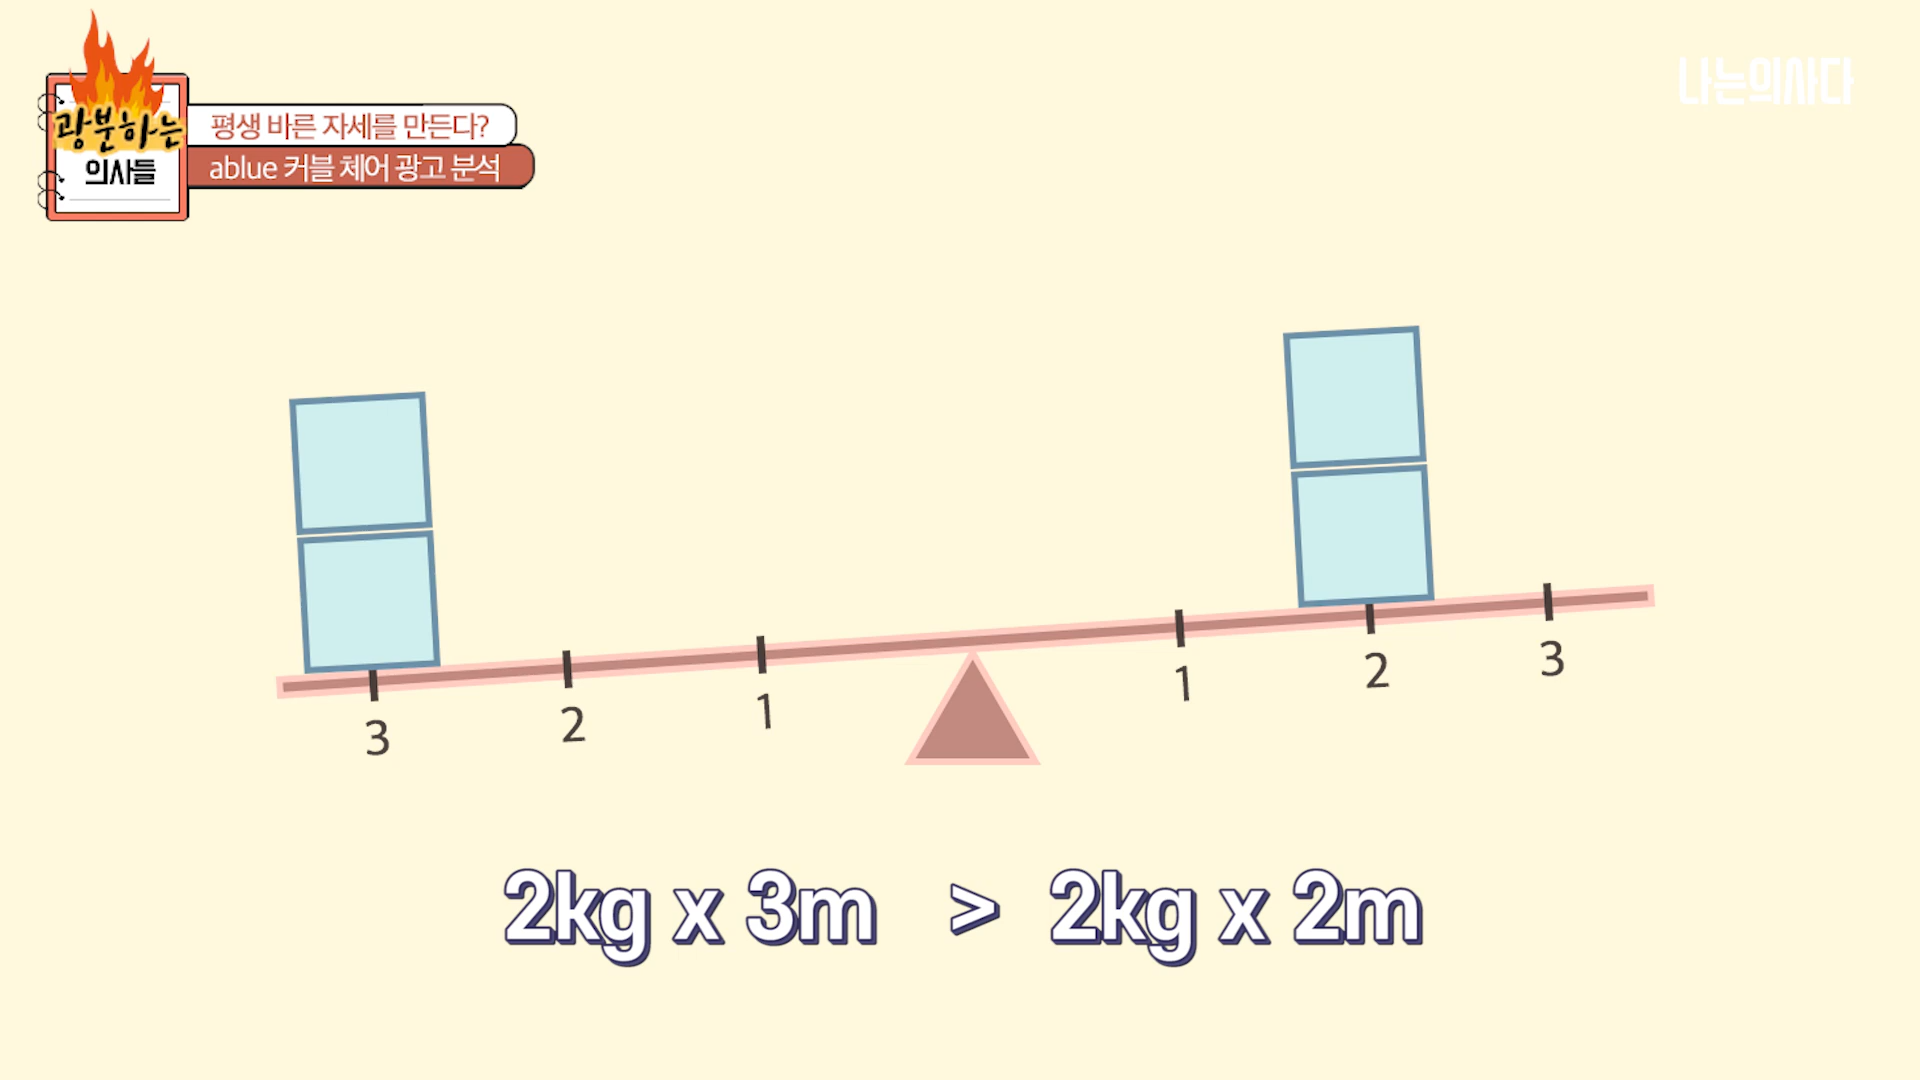 나는의사다
광분하는
의사들
평생 바른 자세를 만든다?
ablue 커블 체어 광고 분석
3 2 1 1 2 3
2kg x 3m > 2kg x 2m